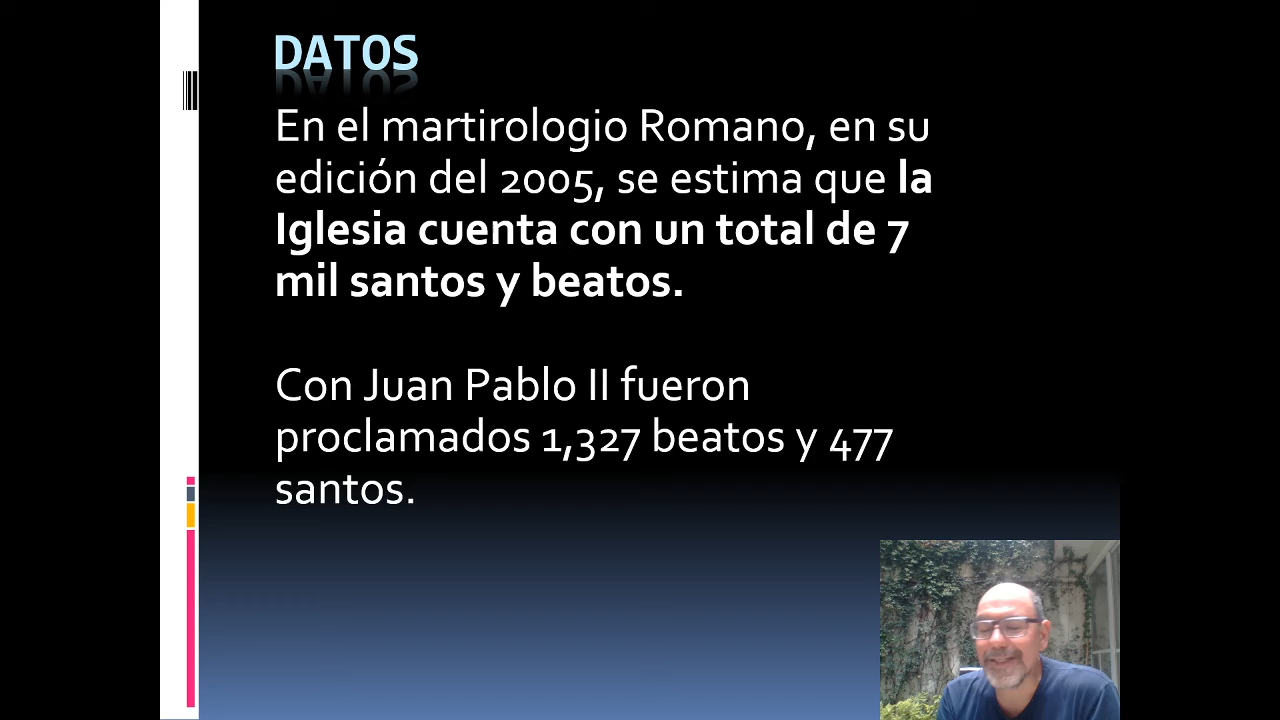 DATOS
En el martirologio Romano, en su
edición del 2005, se estima que la
Iglesia cuenta con un total de 7
mil santos y beatos.
Con Juan Pablo II fueron
proclamados 1,327 beatos y 477
santos.